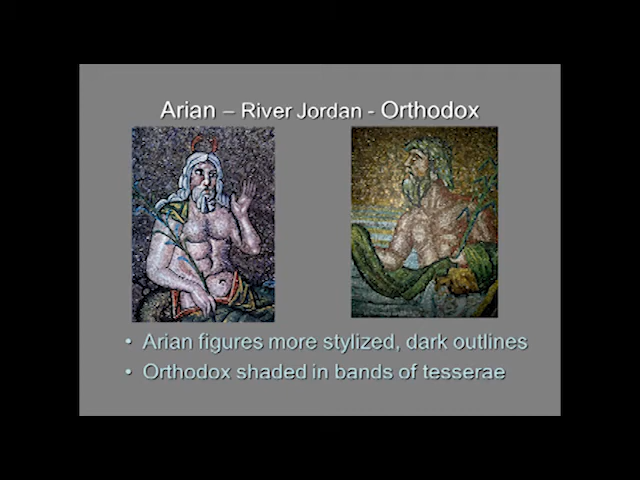 Arian – River Jordan - Orthodox
• Arian figures more stylized, dark outlines
• Orthodox shaded in bands of tesserae